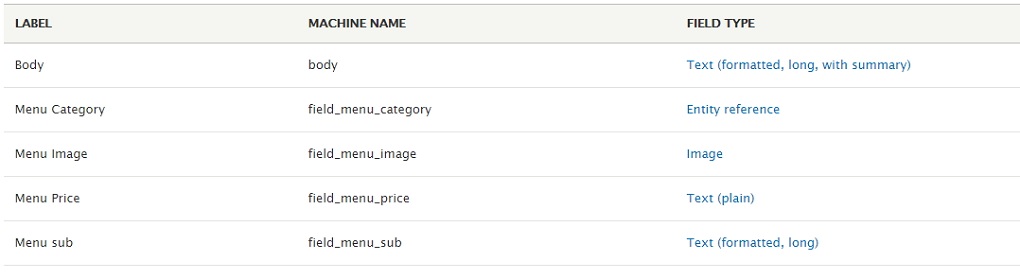 LABEL MACHINE NAME FIELD TYPE
Body body Text (formatted, long, with summary)
Menu Category field_menu_category Entity reference
Menu Image field_menu_image Image
Menu Price field_menu_price Text (plain)
Menu sub field_menu_sub Text (formatted, long)